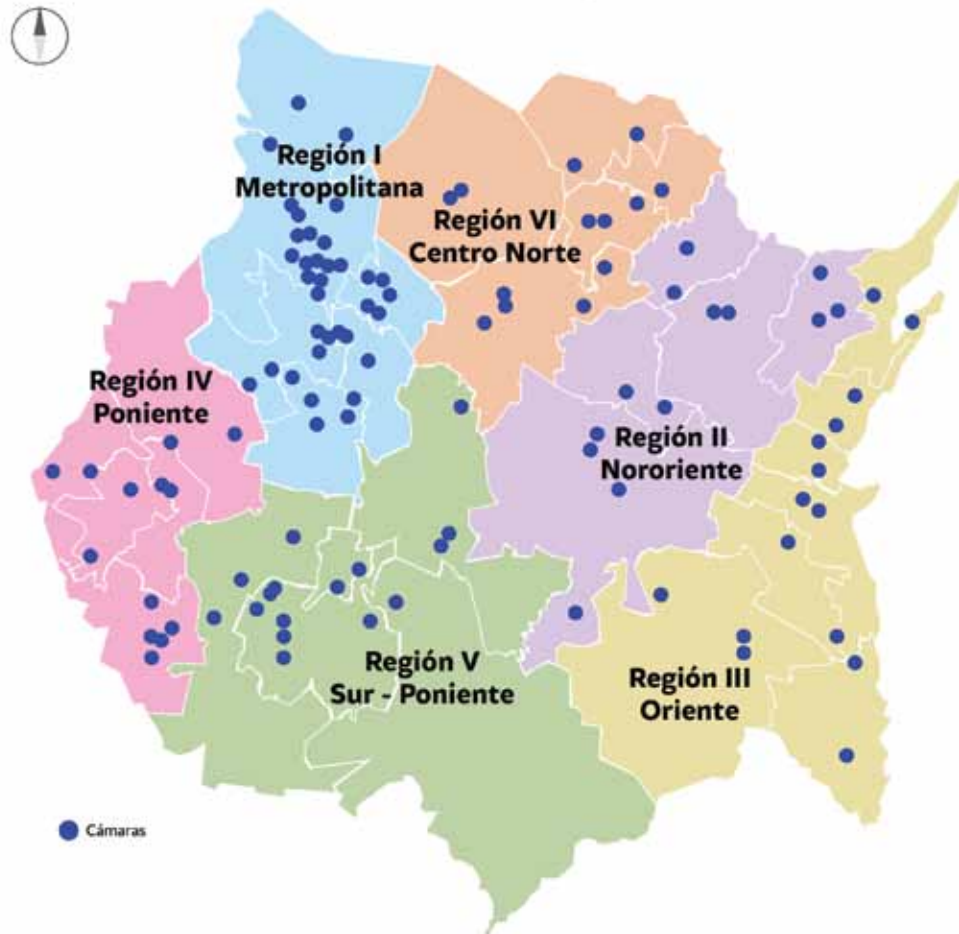 Región I
Metropolitana
Región VI
Centro Norte
Región IV
Poniente
Región II
Nororiente
Región V
Sur - Poniente
Región III
Oriente
Cámaras